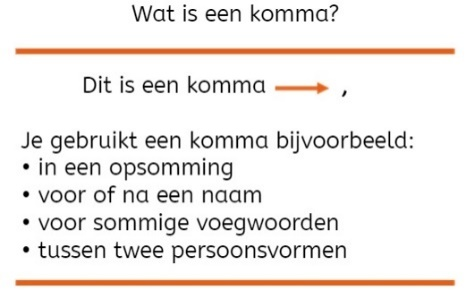 Wat is een komma?
Dit is een komma ,
Je gebruikt een komma bijvoorbeeld:
• in een opsomming
• voor of na een naam
• voor sommige voegwoorden
• tussen twee persoonsvormen